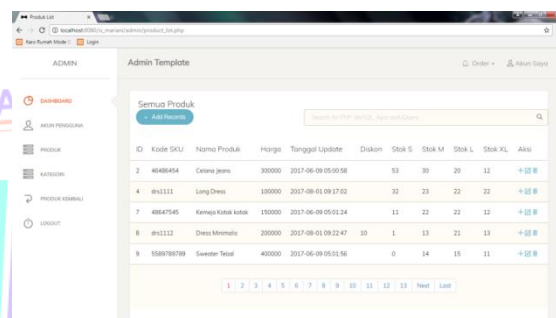 Produk List
localhost:8080/is_mariani/admin/product_list.php
Karo Rumah Mode
Login
ADMIN
Admin Template
Order
Akun Saya
DASHBOARD
AKUN PENGGUNA
PRODUK
KATEGORI
PRODUK KEMBALI
LOGOUT
Semua Produk
+ Add Records
ID Kode SKU Nama Produk Harga Tanggal Update Diskon Stok S Stok M Stok L Stok XL Aksi
2 46486454 Celana Jeans 300000 2017-06-09 05:00:58 53 30 20 12
4 drs1111 Long Dress 100000 2017-08-01 09:17:02 32 23 22 22
7 48647545 Kemeja Kotak kotak 150000 2017-06-09 05:01:24 11 22 22 12
8 drs1112 Dress Minimalis 200000 2017-08-01 09:22:47 10 1 13 21 13
9 5589789789 Sweater Tebal 400000 2017-06-09 05:01:56 0 14 15 11
1 2 3 4 5 6 7 8 9 10 11 12 13 Next Last